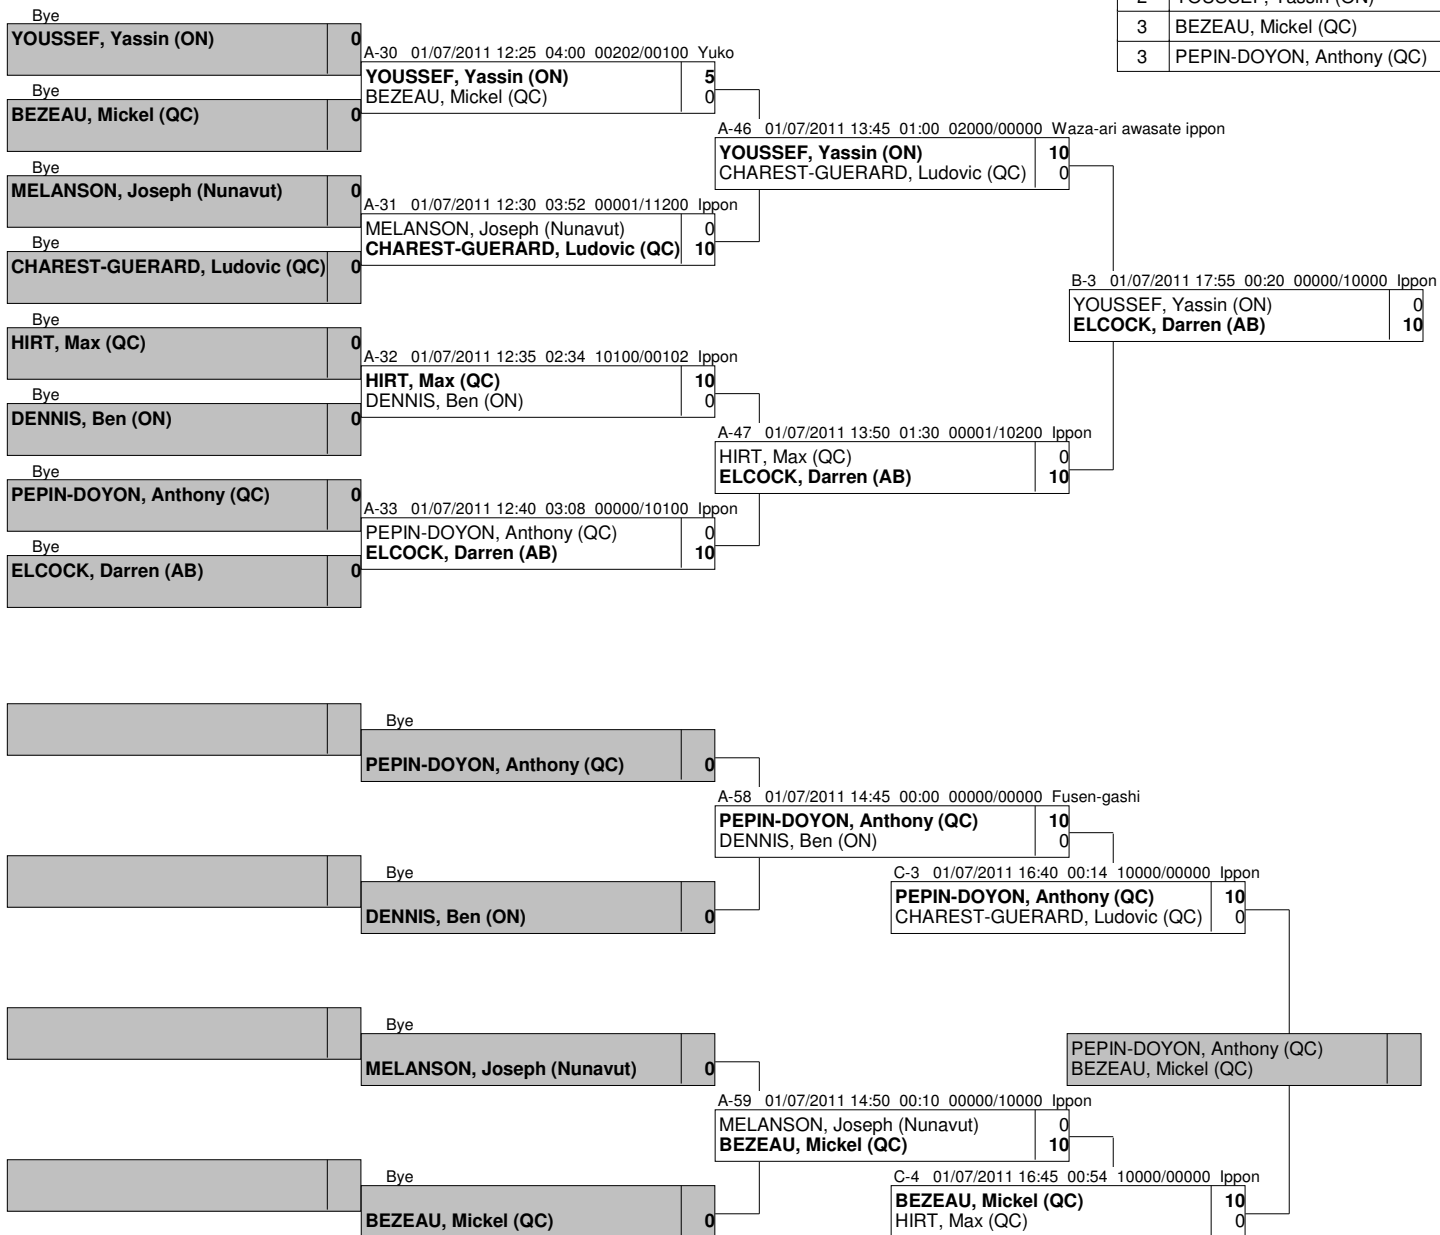 2 YOUSSEF, Yassin (ON)
3 BEZEAU, Mickel (QC)
3 PEPIN-DOYON, Anthony (QC)
Bye
YOUSSEF, Yassin (ON) 0
Bye
BEZEAU, Mickel (QC) 0
Bye
MELANSON, Joseph (Nunavut) 0
Bye
CHAREST-GUERARD, Ludovic (QC) 0
Bye
HIRT, Max (QC) 0
Bye
DENNIS, Ben (ON) 0
Bye
PEPIN-DOYON, Anthony (QC) 0
Bye
ELCOCK, Darren (AB) 0
A-30 01/07/2011 12:25 04:00 00202/00100 Yuko
YOUSSEF, Yassin (ON) 5
BEZEAU, Mickel (QC) 0
A-31 01/07/2011 12:30 03:52 00001/11200 Ippon
MELANSON, Joseph (Nunavut) 0
CHAREST-GUERARD, Ludovic (QC) 10
A-32 01/07/2011 12:35 02:34 10100/00102 Ippon
HIRT, Max (QC) 10
DENNIS, Ben (ON) 0
A-33 01/07/2011 12:40 03:08 00000/10100 Ippon
PEPIN-DOYON, Anthony (QC) 0
ELCOCK, Darren (AB) 10
A-46 01/07/2011 13:45 01:00 02000/00000 Waza-ari awasate ippon
YOUSSEF, Yassin (ON) 10
CHAREST-GUERARD, Ludovic (QC) 0
A-47 01/07/2011 13:50 01:30 00001/10200 Ippon
HIRT, Max (QC) 0
ELCOCK, Darren (AB) 10
B-3 01/07/2011 17:55 00:20 00000/10000 Ippon
YOUSSEF, Yassin (ON) 0
ELCOCK, Darren (AB) 10
Bye
PEPIN-DOYON, Anthony (QC) 0
Bye
DENNIS, Ben (ON) 0
Bye
MELANSON, Joseph (Nunavut) 0
Bye
BEZEAU, Mickel (QC) 0
A-58 01/07/2011 14:45 00:00 00000/00000 Fusen-gashi
PEPIN-DOYON, Anthony (QC) 10
DENNIS, Ben (ON) 0
A-59 01/07/2011 14:50 00:10 00000/10000 Ippon
MELANSON, Joseph (Nunavut) 0
BEZEAU, Mickel (QC) 10
C-3 01/07/2011 16:40 00:14 10000/00000 Ippon
PEPIN-DOYON, Anthony (QC) 10
CHAREST-GUERARD, Ludovic (QC) 0
C-4 01/07/2011 16:45 00:54 10000/00000 Ippon
BEZEAU, Mickel (QC) 10
HIRT, Max (QC) 0
PEPIN-DOYON, Anthony (QC)
BEZEAU, Mickel (QC)